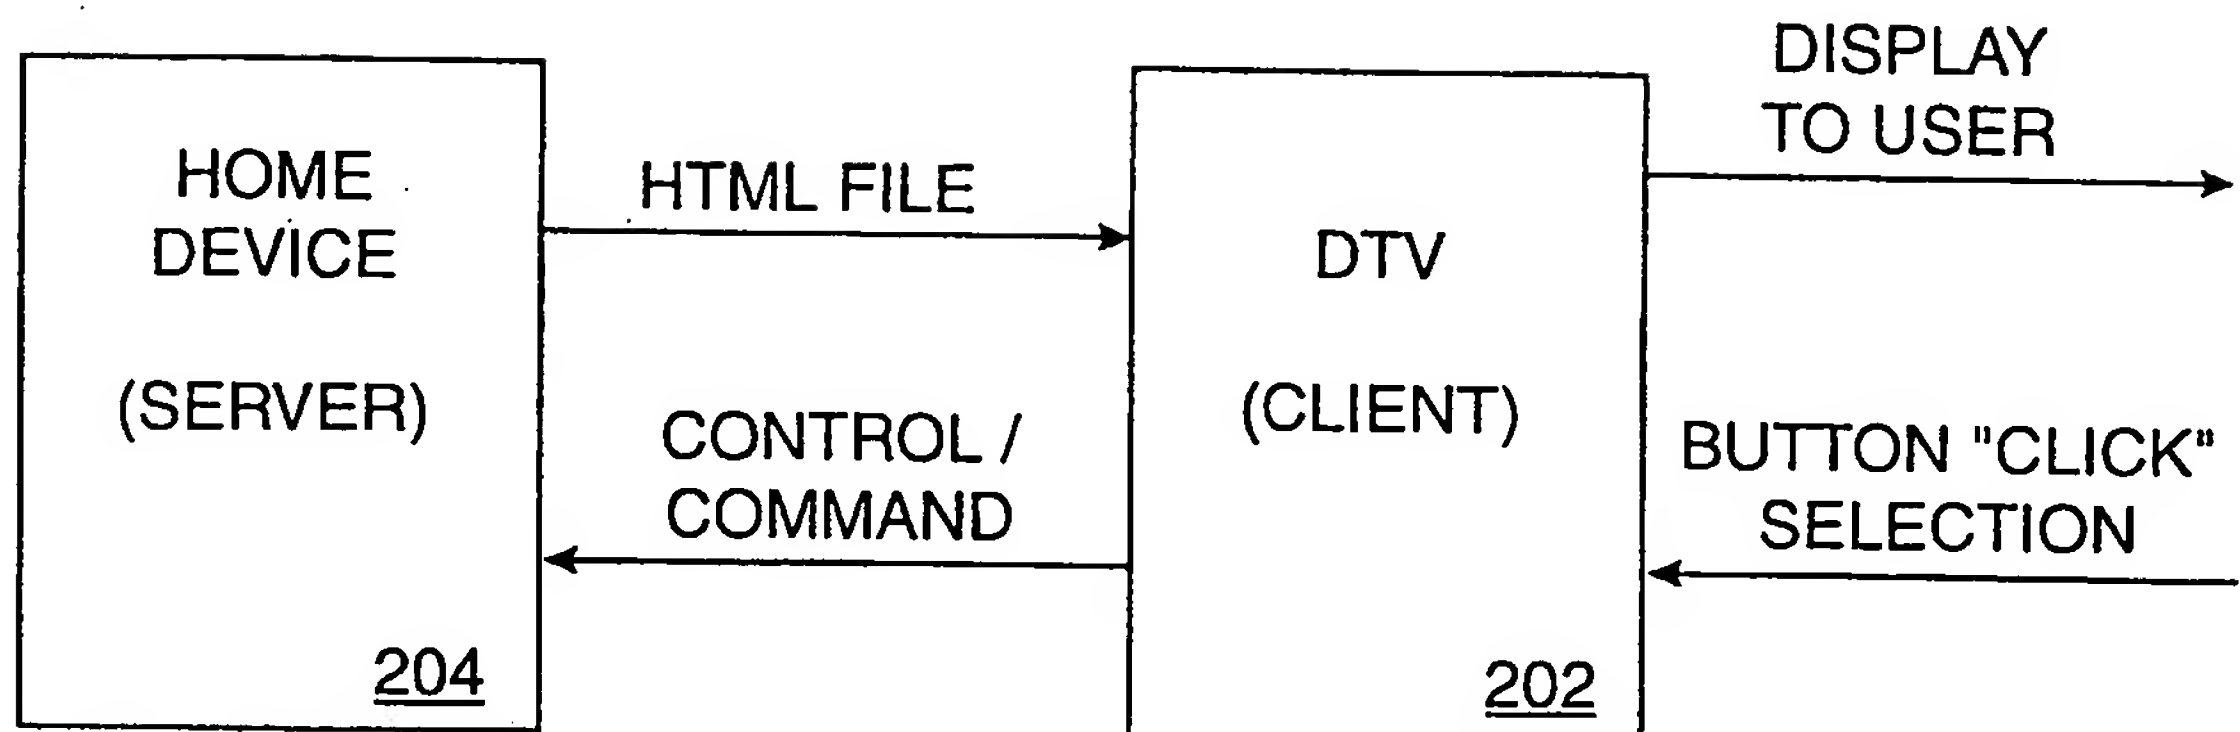 HOME
DEVICE
(SERVER)
204
HTML FILE
CONTROL /
COMMAND
DTV
(CLIENT)
202
DISPLAY
TO USER
BUTTON "CLICK"
SELECTION